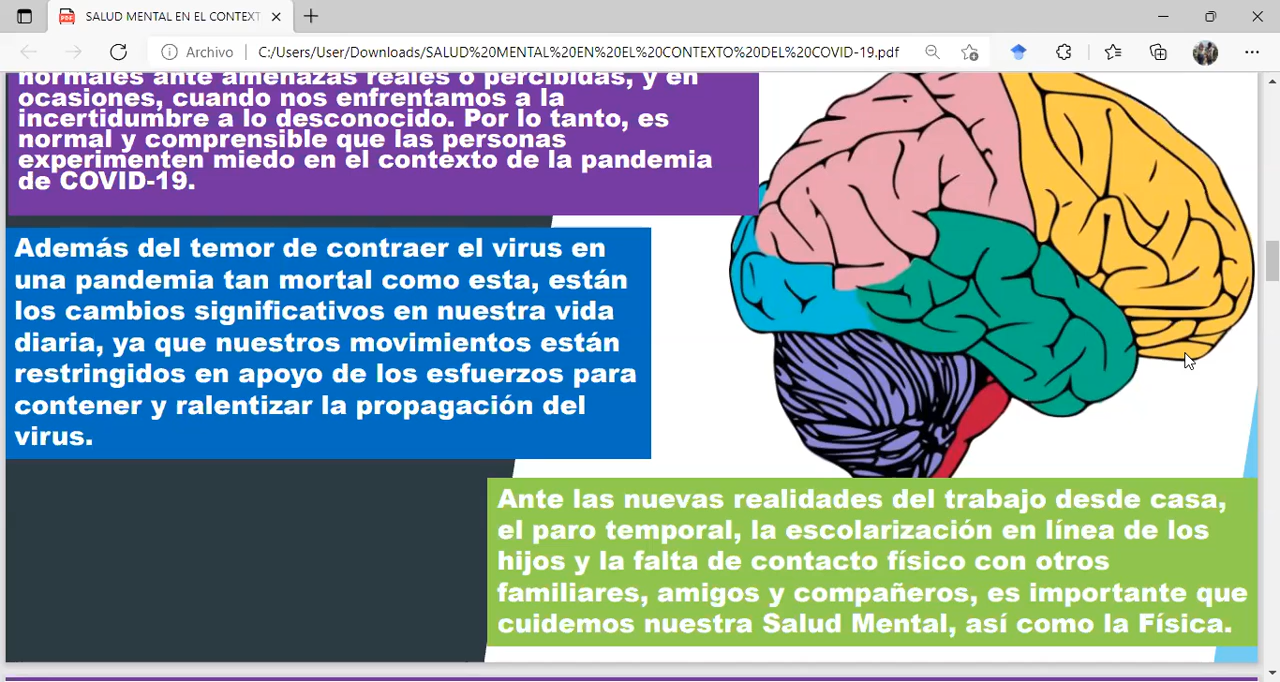 SALUD MENTAL EN EL CONTEXT
Archivo
C:/Users/User/Downloads/SALUD%20MENTAL%20EN%20EL%20CONTEXTO%20DEL%20COVID-19.pdf
normales ante amenazas reales o percibidas, y en
ocasiones, cuando nos enfrentamos a la
incertidumbre a lo desconocido. Por lo tanto, es
normal y comprensible que las personas
experimenten miedo en el contexto de la pandemia
de COVID-19.
Además del temor de contraer el virus en
una pandemia tan mortal como esta, están
los cambios significativos en nuestra vida
diaria, ya que nuestros movimientos están
restringidos en apoyo de los esfuerzos para
contener y ralentizar la propagación del
virus.
Ante las nuevas realidades del trabajo desde casa,
el paro temporal, la escolarización en línea de los
hijos y la falta de contacto físico con otros
familiares, amigos y compañeros, es importante que
cuidemos nuestra Salud Mental, así como la Física.